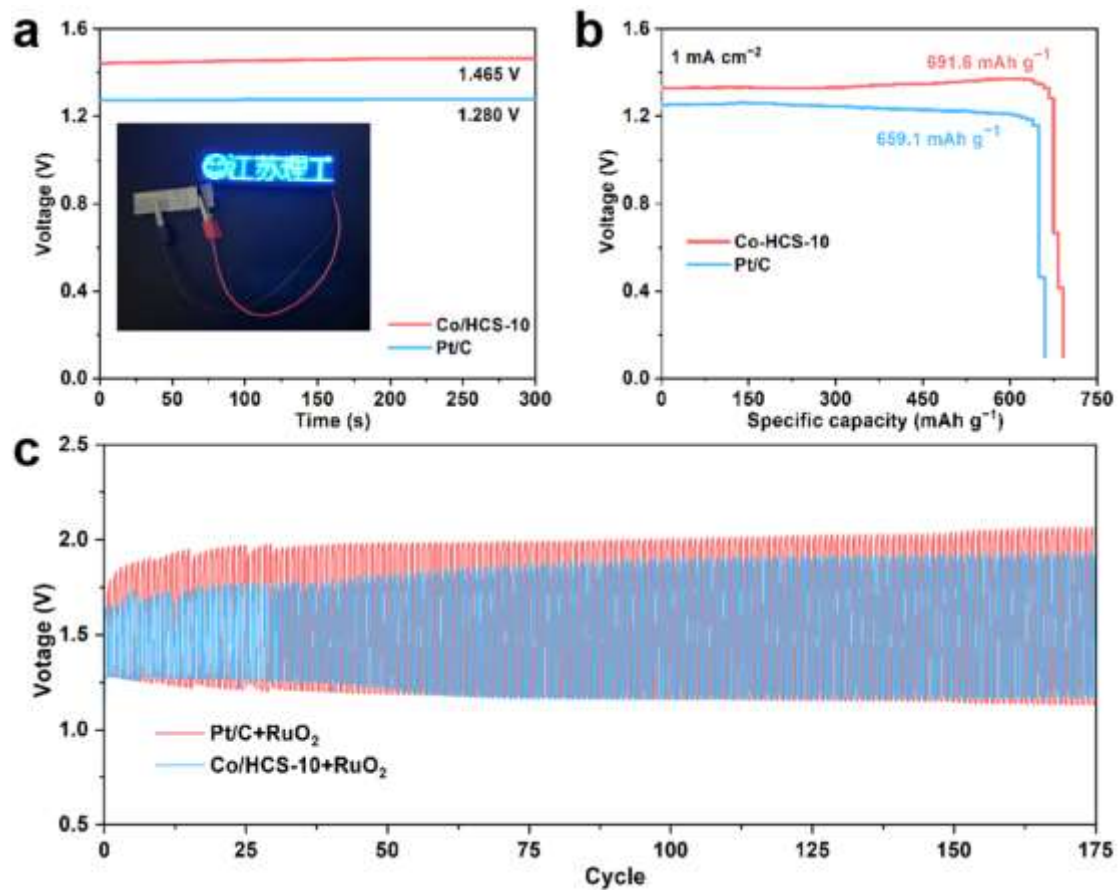 a
1.6
1.2
0.8
0.4
0.0
Voltage (V)
1.465 V
1.280 V
江苏理工
Co/HCS-10
Pt/C
0 50 100 150 200 250 300
Time (s)
b
1.6
1.2
0.8
0.4
0.0
Voltage (V)
1 mA cm⁻²
691.6 mAh g⁻¹
659.1 mAh g⁻¹
Co-HCS-10
Pt/C
0 150 300 450 600 750
Specific capacity (mAh g⁻¹)
c
2.5
2.0
1.5
1.0
0.5
Votage (V)
Pt/C+RuO₂
Co/HCS-10+RuO₂
0 25 50 75 100 125 150 175
Cycle